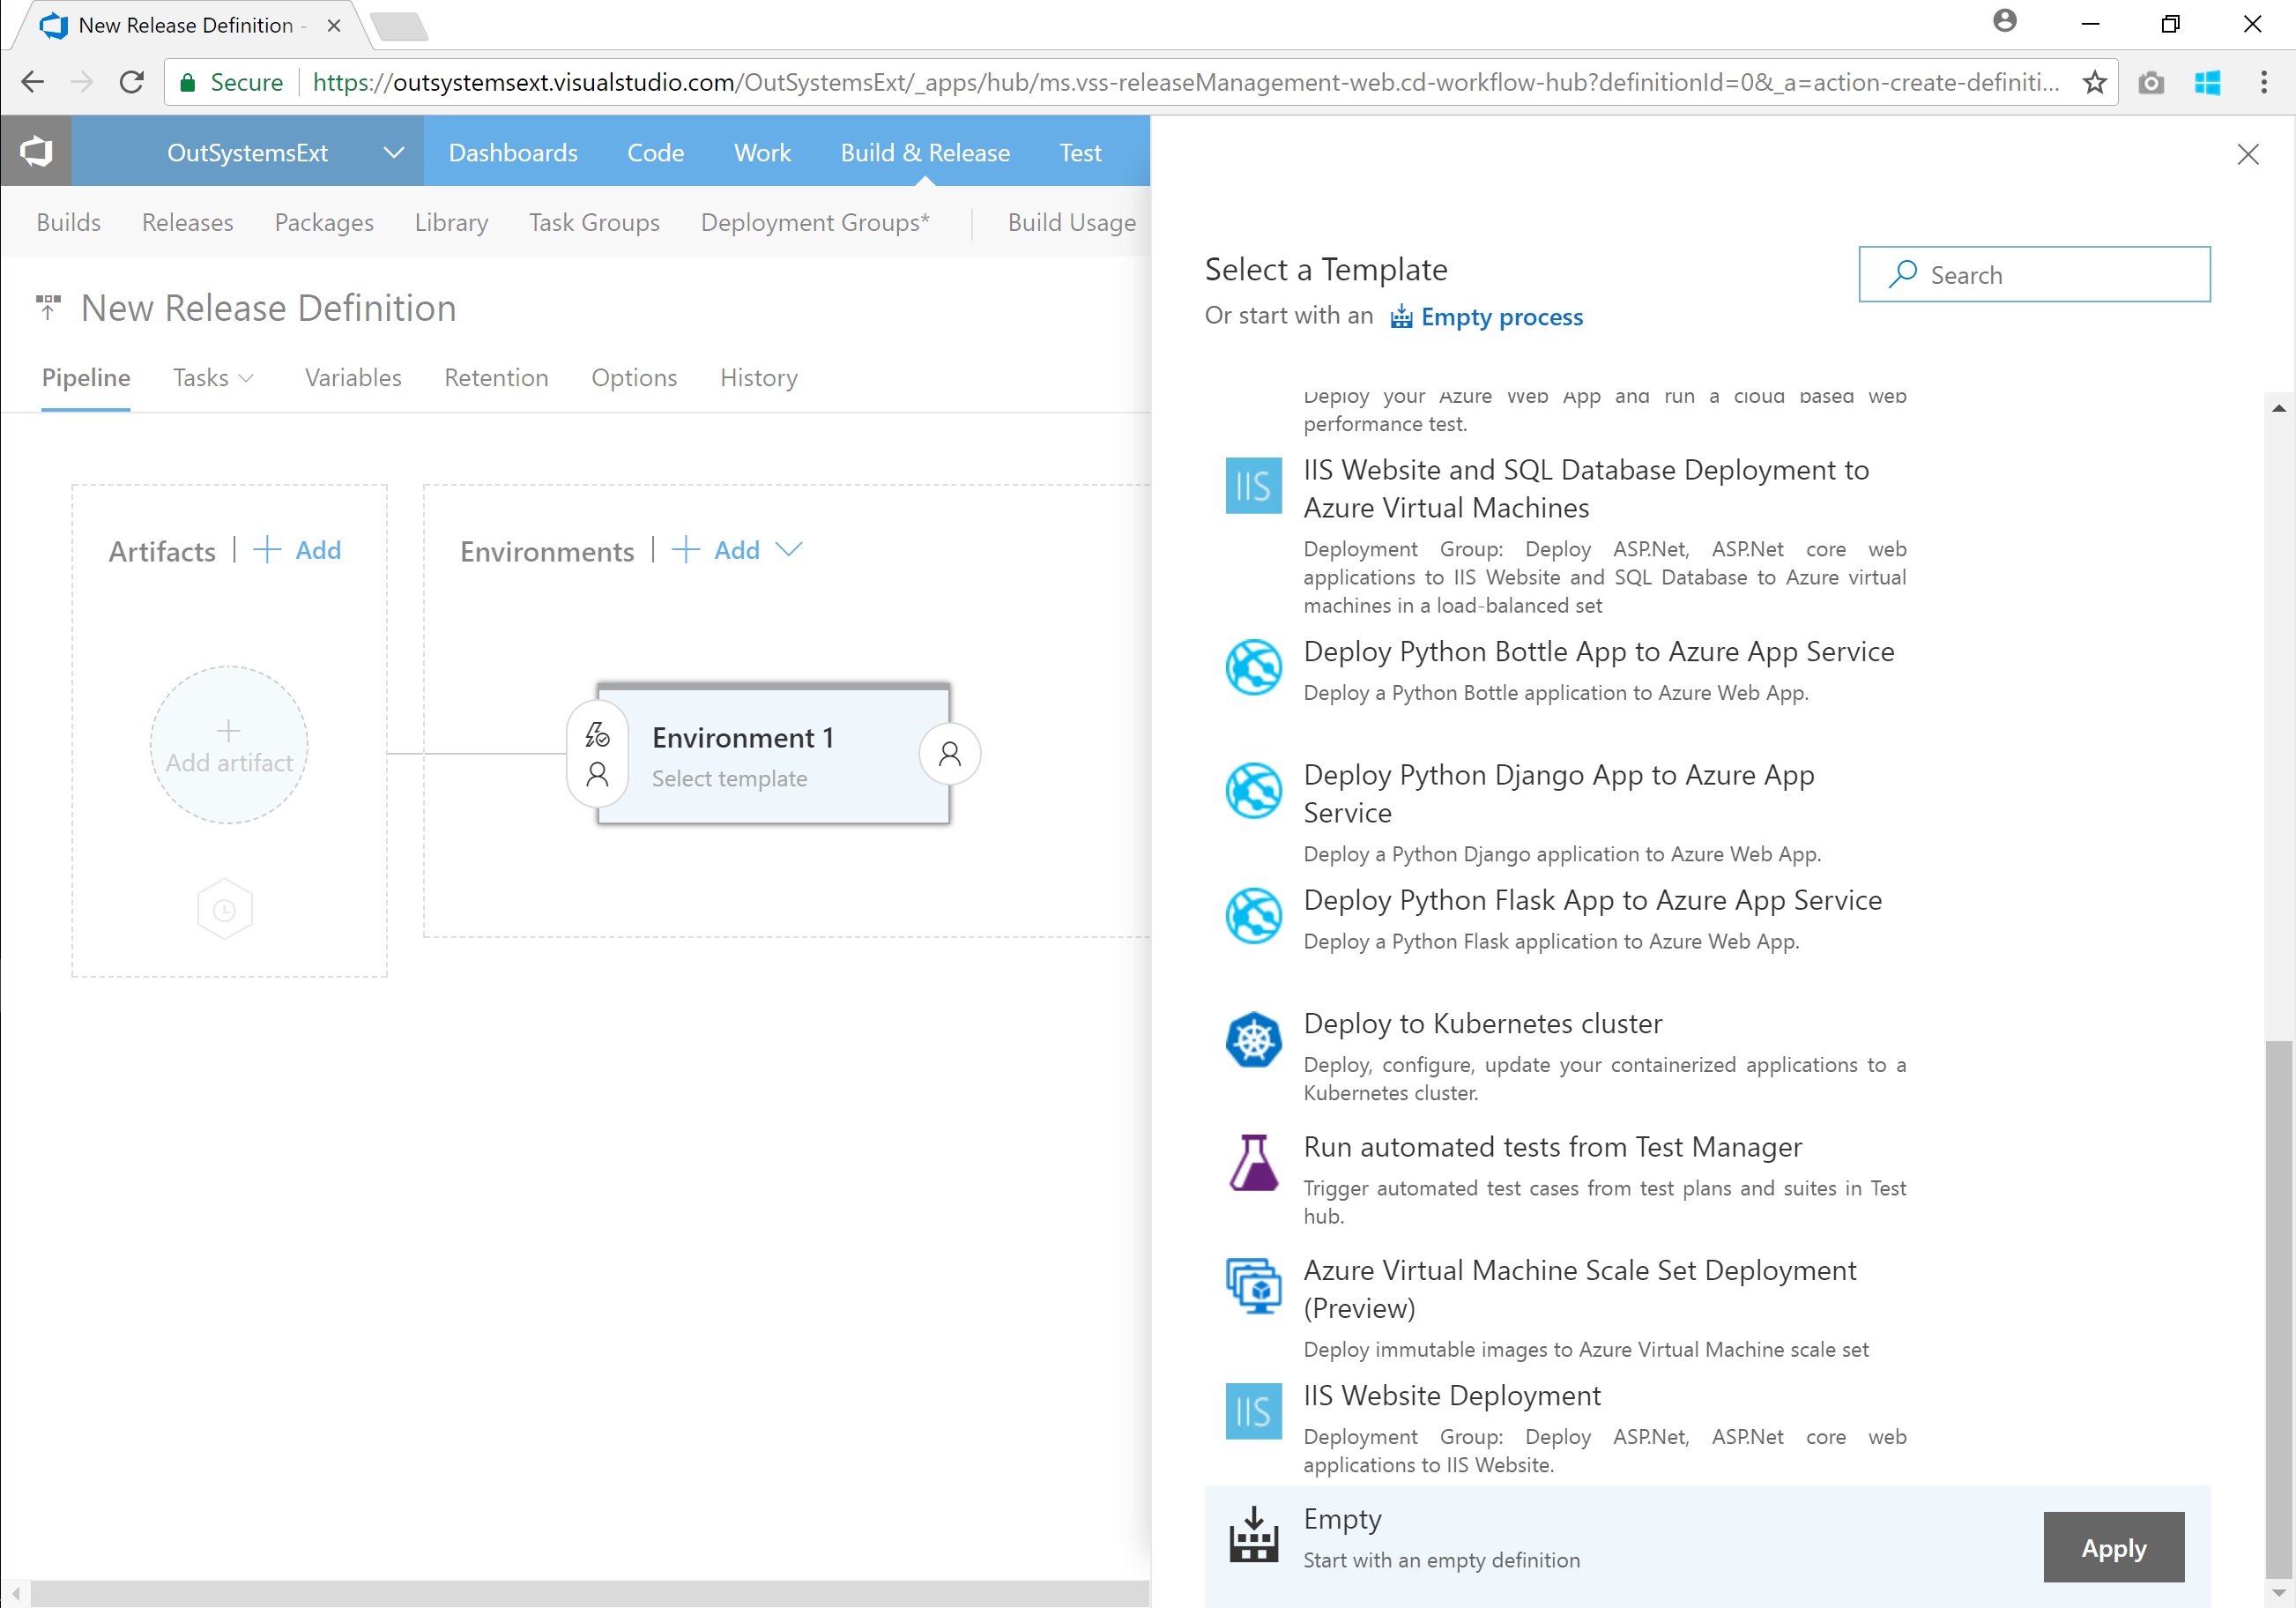 New Release Definition -
Secure
https://outsystemsext.visualstudio.com/OutSystemsExt/_apps/hub/ms.vss-releaseManagement-web.cd-workflow-hub?definitionId=0&_a=action-create-definiti...
OutSystemsExt
Dashboards
Code
Work
Build & Release
Test
Builds
Releases
Packages
Library
Task Groups
Deployment Groups*
Build Usage
New Release Definition
Pipeline
Tasks
Variables
Retention
Options
History
Artifacts
Add
Environments
Add
Add artifact
Environment 1
Select template
Select a Template
Or start with an Empty process
Search
Deploy your Azure Web App and run a cloud based web
performance test.
IIS
IIS Website and SQL Database Deployment to
Azure Virtual Machines
Deployment Group: Deploy ASP.Net, ASP.Net core web
applications to IIS Website and SQL Database to Azure virtual
machines in a load-balanced set
Deploy Python Bottle App to Azure App Service
Deploy a Python Bottle application to Azure Web App.
Deploy Python Django App to Azure App
Service
Deploy a Python Django application to Azure Web App.
Deploy Python Flask App to Azure App Service
Deploy a Python Flask application to Azure Web App.
Deploy to Kubernetes cluster
Deploy, configure, update your containerized applications to a
Kubernetes cluster.
Run automated tests from Test Manager
Trigger automated test cases from test plans and suites in Test
hub.
Azure Virtual Machine Scale Set Deployment
(Preview)
Deploy immutable images to Azure Virtual Machine scale set
IIS
IIS Website Deployment
Deployment Group: Deploy ASP.Net, ASP.Net core web
applications to IIS Website.
Empty
Start with an empty definition
Apply